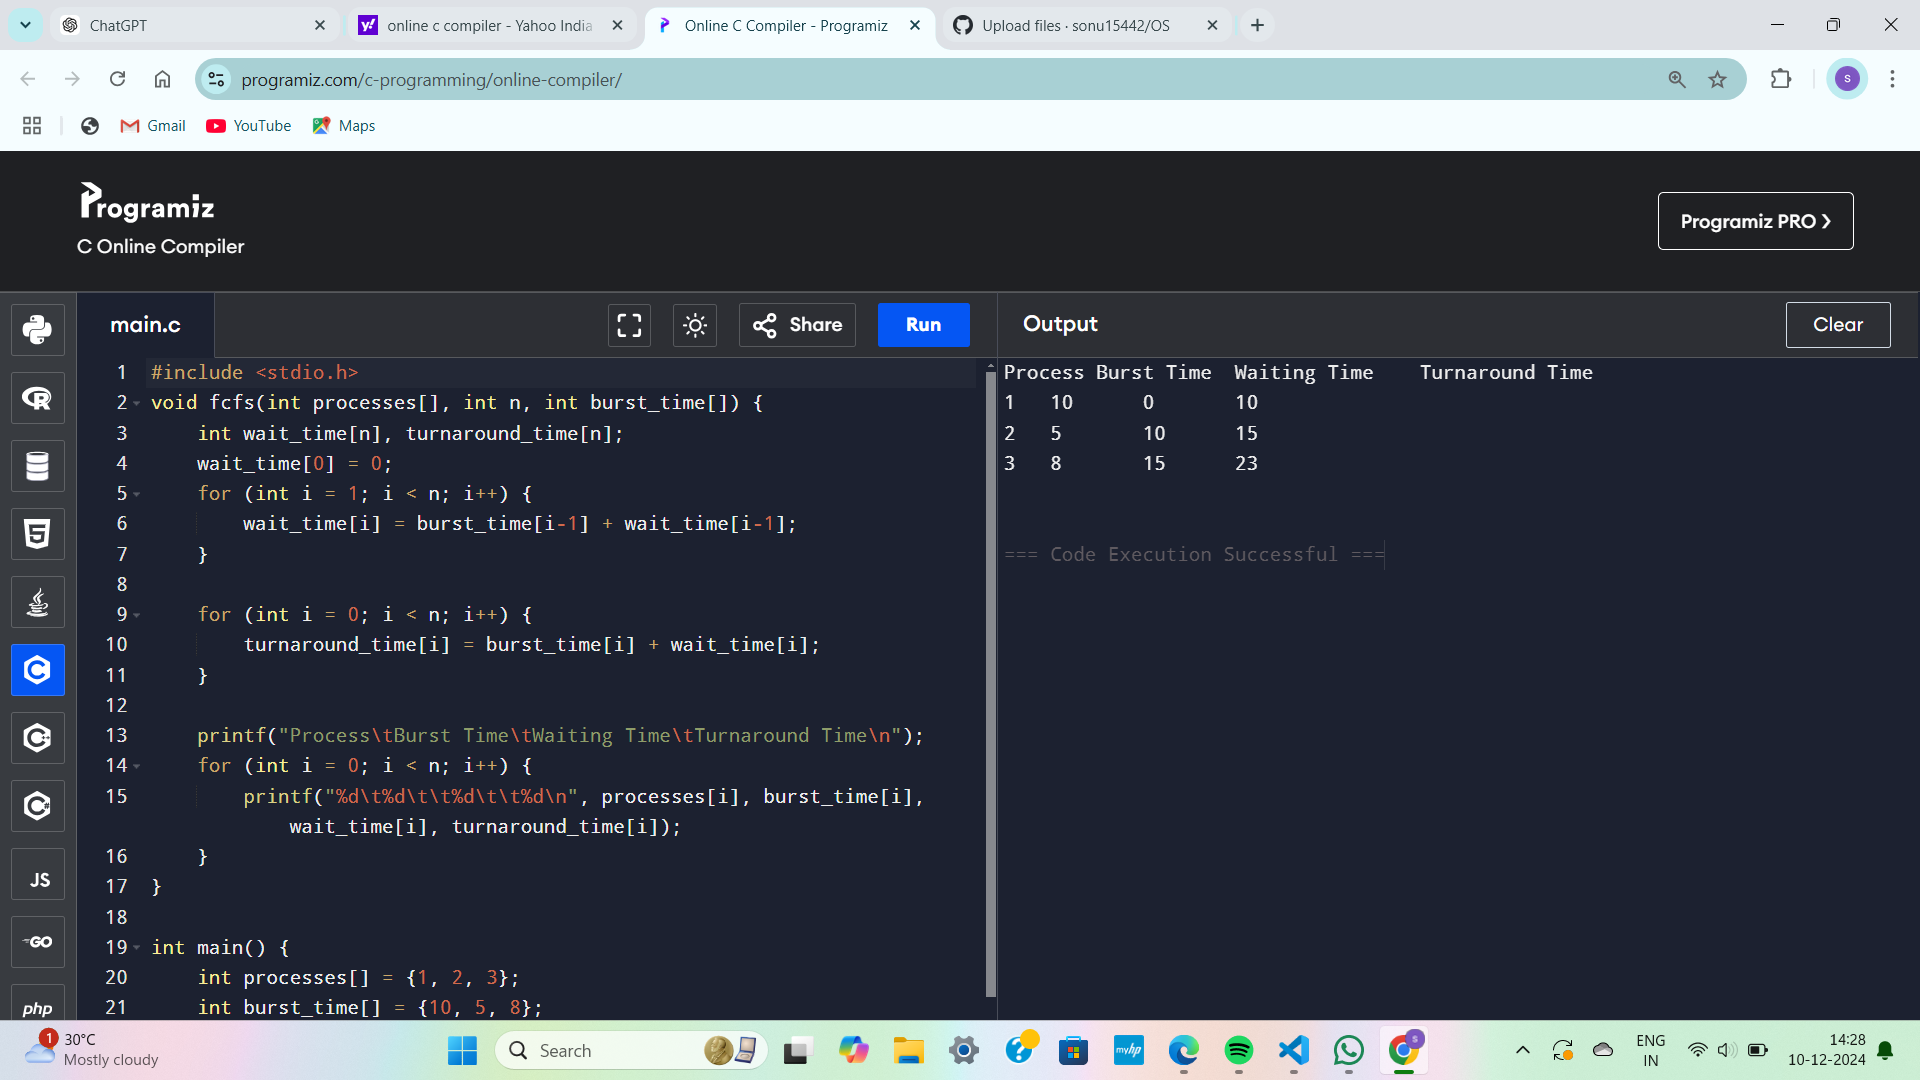 ChatGPT
online c compiler - Yahoo India
Online C Compiler - Programiz
Upload files · sonu15442/OS
programiz.com/c-programming/online-compiler/
S
Gmail
YouTube
Maps
Programiz
C Online Compiler
Programiz PRO
main.c
Share
Run
Output
Clear
1 #include <stdio.h>
2 void fcfs(int processes[], int n, int burst_time[]) {
3 int wait_time[n], turnaround_time[n];
4 wait_time[0] = 0;
5 for (int i = 1; i < n; i++) {
6 wait_time[i] = burst_time[i-1] + wait_time[i-1];
7 }
8
9 for (int i = 0; i < n; i++) {
10 turnaround_time[i] = burst_time[i] + wait_time[i];
11 }
12
13 printf("Process\tBurst Time\tWaiting Time\tTurnaround Time\n");
14 for (int i = 0; i < n; i++) {
15 printf("%d\t%d\t\t%d\t\t%d\n", processes[i], burst_time[i],
wait_time[i], turnaround_time[i]);
16 }
17 }
18
19 int main() {
20 int processes[] = {1, 2, 3};
21 int burst_time[] = {10, 5, 8};
Process Burst Time Waiting Time Turnaround Time
1 10 0 10
2 5 10 15
3 8 15 23
=== Code Execution Successful ===
R
5
C
C
C#
JS
GO
php
1
30°C
Mostly cloudy
Search
myhp
S
ENG
IN
14:28
10-12-2024